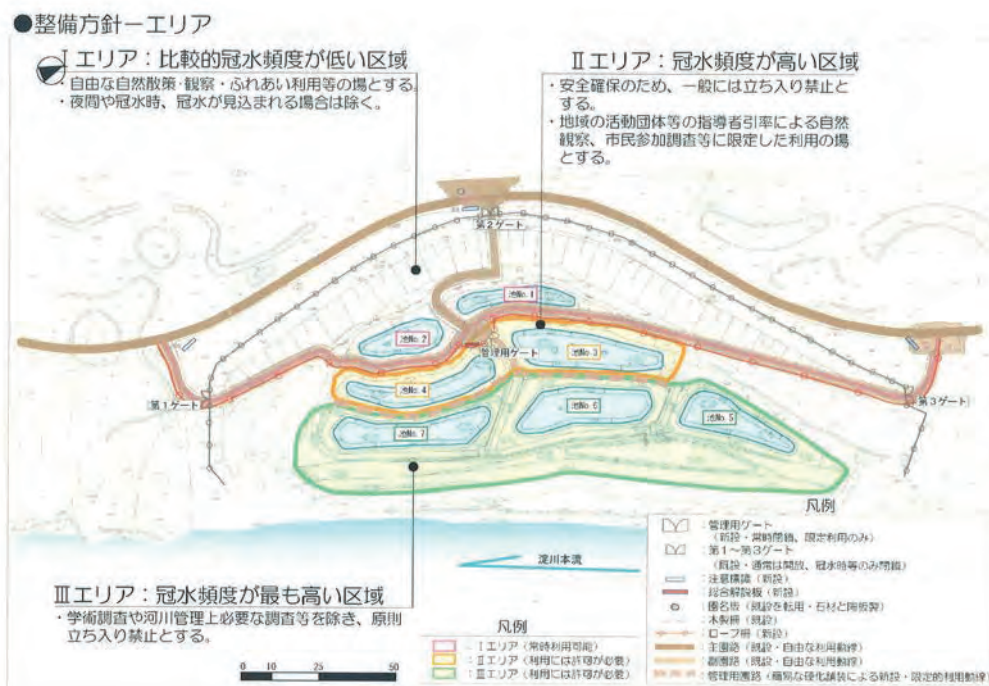 ●整備方針ーエリア
Ⅰエリア：比較的冠水頻度が低い区域
・自由な自然散策・観察・ふれあい利用等の場とする。
・夜間や冠水時、冠水が見込まれる場合は除く。
Ⅱエリア：冠水頻度が高い区域
・安全確保のため、一般には立ち入り禁止と
する。
・地域の活動団体等の指導者引率による自然
観察、市民参加調査等に限定した利用の場
とする。
第2ゲート
池No.1
池No.2
管理用ゲート
池No.3
池No.4
第1ゲート
第3ゲート
池No.7
池No.6
池No.5
淀川本流
Ⅲエリア：冠水頻度が最も高い区域
・学術調査や河川管理上必要な調査等を除き、原則
立ち入り禁止とする。
0 10 20 50
凡例
：Ⅰエリア（常時利用可能）
：Ⅱエリア（利用には許可が必要）
：Ⅲエリア（利用には許可が必要）
凡例
：管理用ゲート
（新設・常時閉鎖、限定利用のみ）
：第1～第3ゲート
（既設・通常は開放、冠水時等のみ閉鎖）
：注意標識（新設）
：総合解説板（新設）
：園名板（既設を転用・石材と陶板製）
：木製柵（既設）
：ロープ柵（新設）
：主園路（既設・自由な利用動線）
：副園路（既設・自由な利用動線）
：管理用園路（簡易な硬化舗装による新設・限定的利用動線）